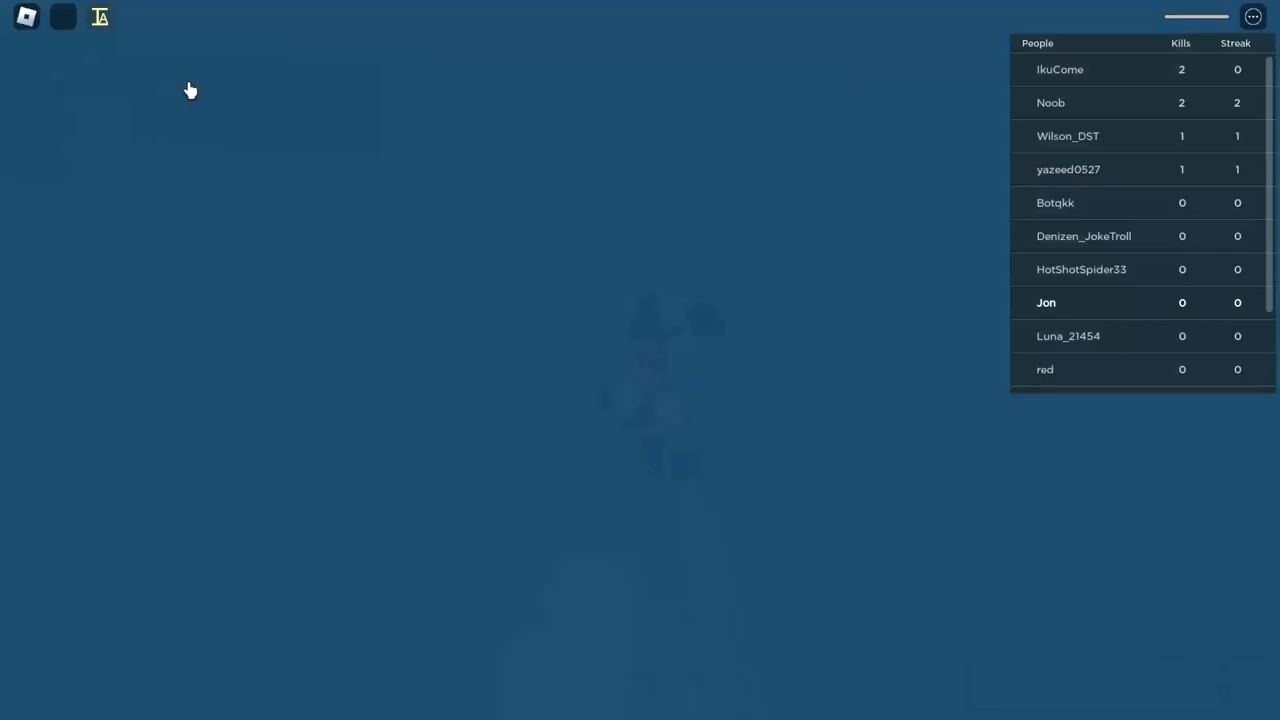 TA
People Kills Streak
IkuCome 2 0
Noob 2 2
Wilson_DST 1 1
yazeed0527 1 1
Botqkk 0 0
Denizen_JokeTroll 0 0
HotShotSpider33 0 0
Jon 0 0
Luna_21454 0 0
red 0 0